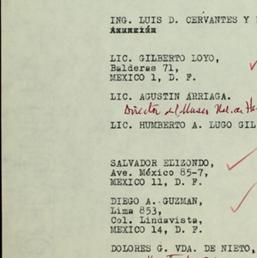 ING. LUIS D. CERVANTES Y
LIC. GILBERTO LOYO,
Balderas 71,
MEXICO 1, D. F.
LIC. AGUSTIN ARRIAGA.
Director del Museo Nal. de
LIC. HUMBERTO A. LUGO GIL
SALVADOR ELIZONDO,
Ave. México 85-7,
MEXICO 11, D. F.
DIEGO A. GUZMAN,
Lima 853,
Col. Lindavista,
MEXICO 14, D. F.
DOLORES G. VDA. DE NIETO,